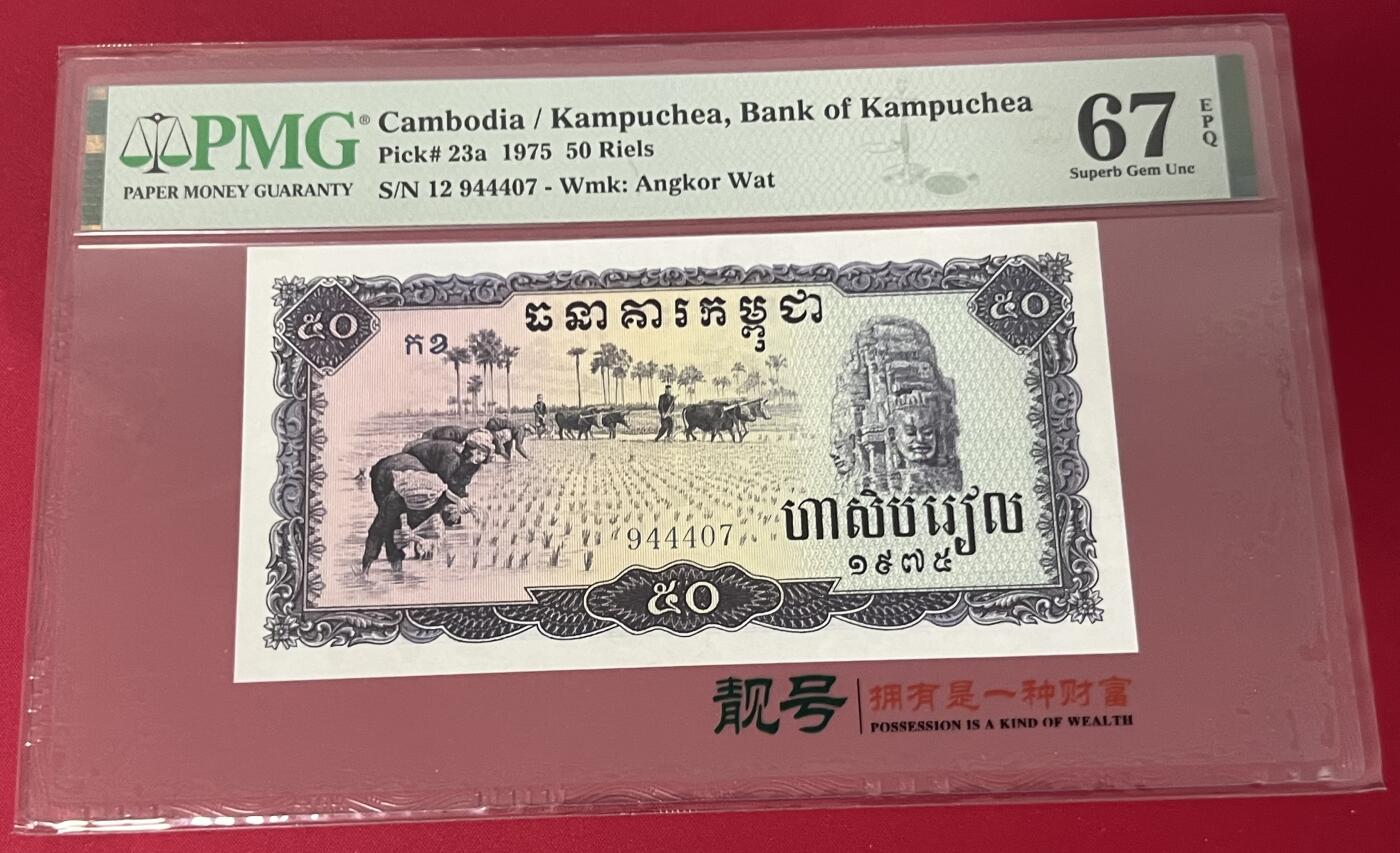 PMG®
PAPER MONEY GUARANTY
Cambodia / Kampuchea, Bank of Kampuchea
Pick# 23a 1975 50 Riels
S/N 12 944407 - Wmk: Angkor Wat
67
EPQ
Superb Gem Unc
៥០
៥០
ធនាគារកម្ពុជា
កខ
944407
ហាសិបរៀល
១៩៧៥
៥០
靓号
拥有是一种财富
POSSESSION IS A KIND OF WEALTH